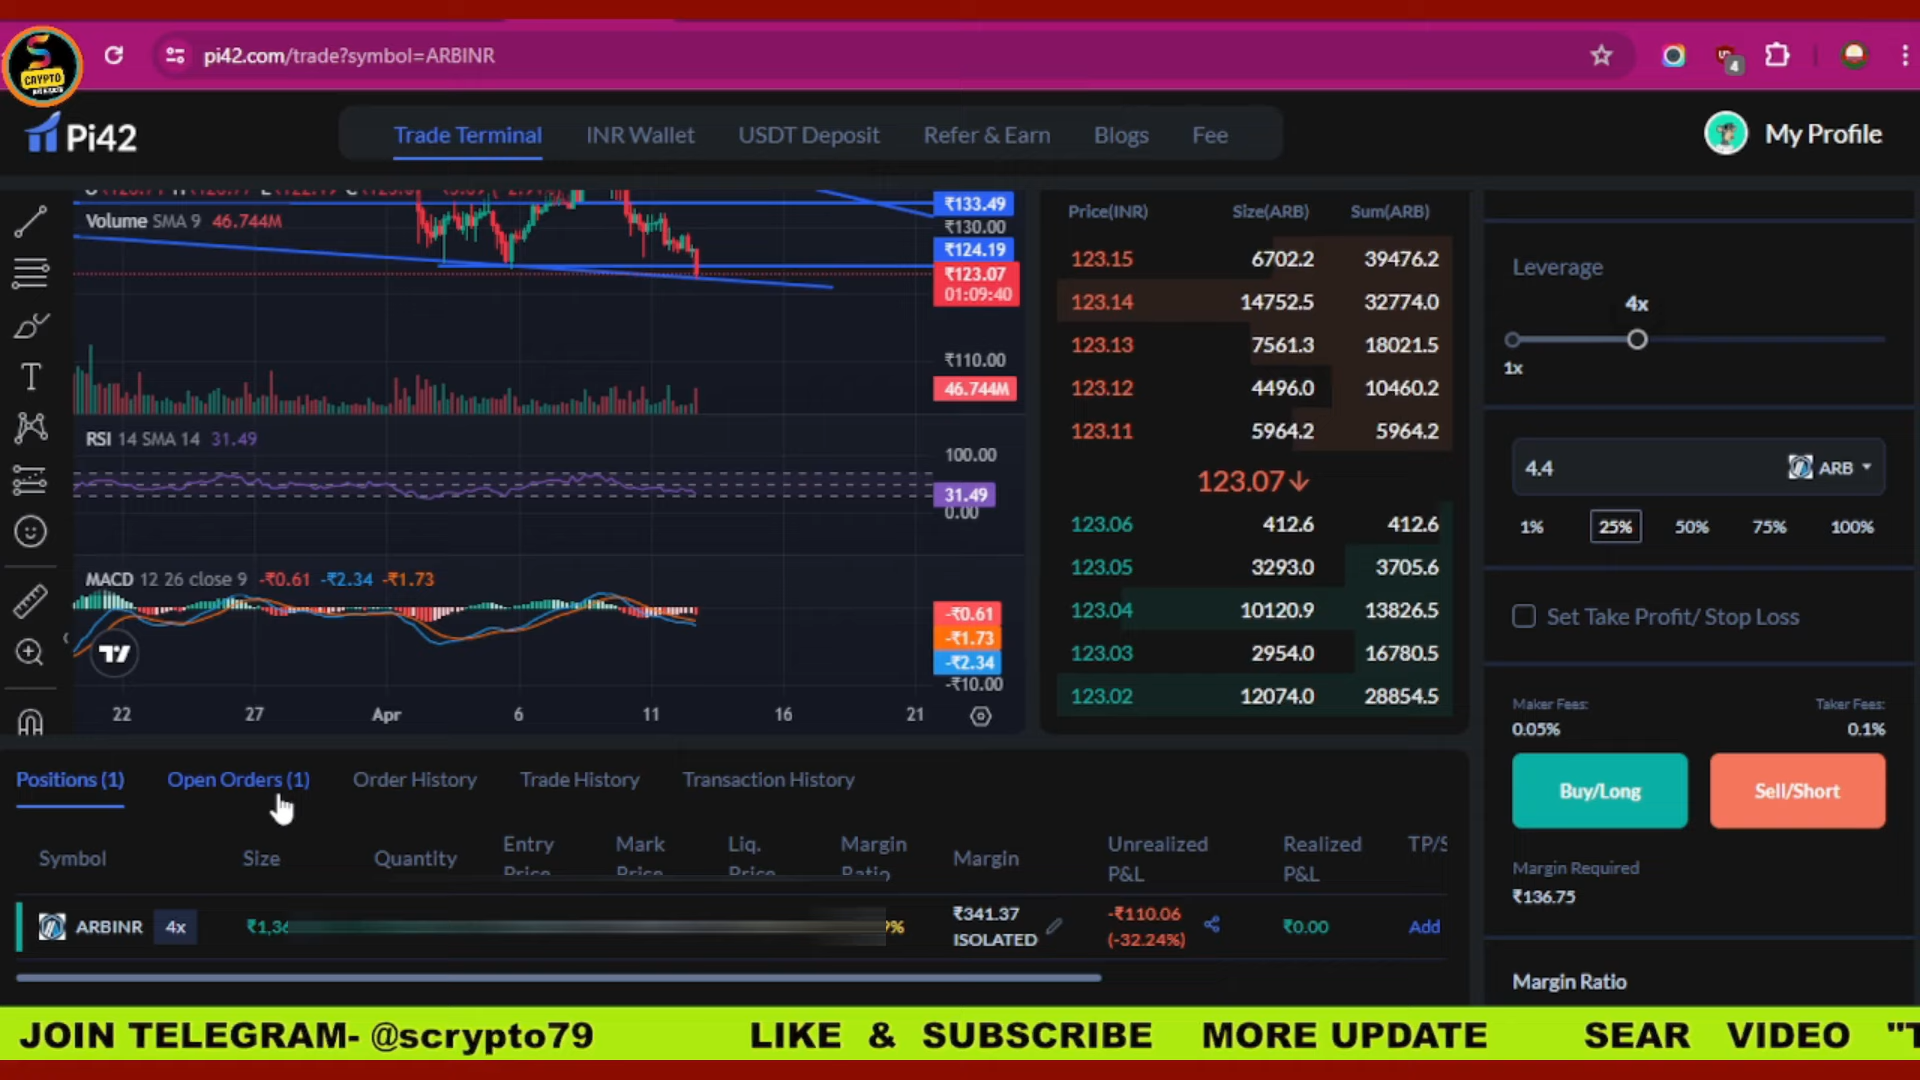 CRYPTO
pi42.com/trade?symbol=ARBINR
4
Pi42
Trade Terminal
INR Wallet
USDT Deposit
Refer & Earn
Blogs
Fee
My Profile
Volume SMA 9 46.744M
₹133.49
₹130.00
₹124.19
₹123.07
01:09:40
₹110.00
46.744M
RSI 14 SMA 14 31.49
100.00
31.49
0.00
MACD 12 26 close 9 -₹0.61 -₹2.34 -₹1.73
-₹0.61
-₹1.73
-₹2.34
-₹10.00
22 27 Apr 6 11 16 21
Price(INR) Size(ARB) Sum(ARB)
123.15 6702.2 39476.2
123.14 14752.5 32774.0
123.13 7561.3 18021.5
123.12 4496.0 10460.2
123.11 5964.2 5964.2
123.07↓
123.06 412.6 412.6
123.05 3293.0 3705.6
123.04 10120.9 13826.5
123.03 2954.0 16780.5
123.02 12074.0 28854.5
Leverage
4x
1x
4.4 ARB
1% 25% 50% 75% 100%
Set Take Profit/ Stop Loss
Maker Fees: Taker Fees:
0.05% 0.1%
Buy/Long Sell/Short
Margin Required
₹136.75
Margin Ratio
Positions (1) Open Orders (1) Order History Trade History Transaction History
Symbol Size Quantity Entry Price Mark Price Liq. Price Margin Ratio Margin Unrealized P&L Realized P&L TP/S
ARBINR 4x ₹1,36 % ₹341.37 ISOLATED -₹110.06 (-32.24%) ₹0.00 Add
JOIN TELEGRAM- @scrypto79 LIKE & SUBSCRIBE MORE UPDATE SEAR VIDEO "T